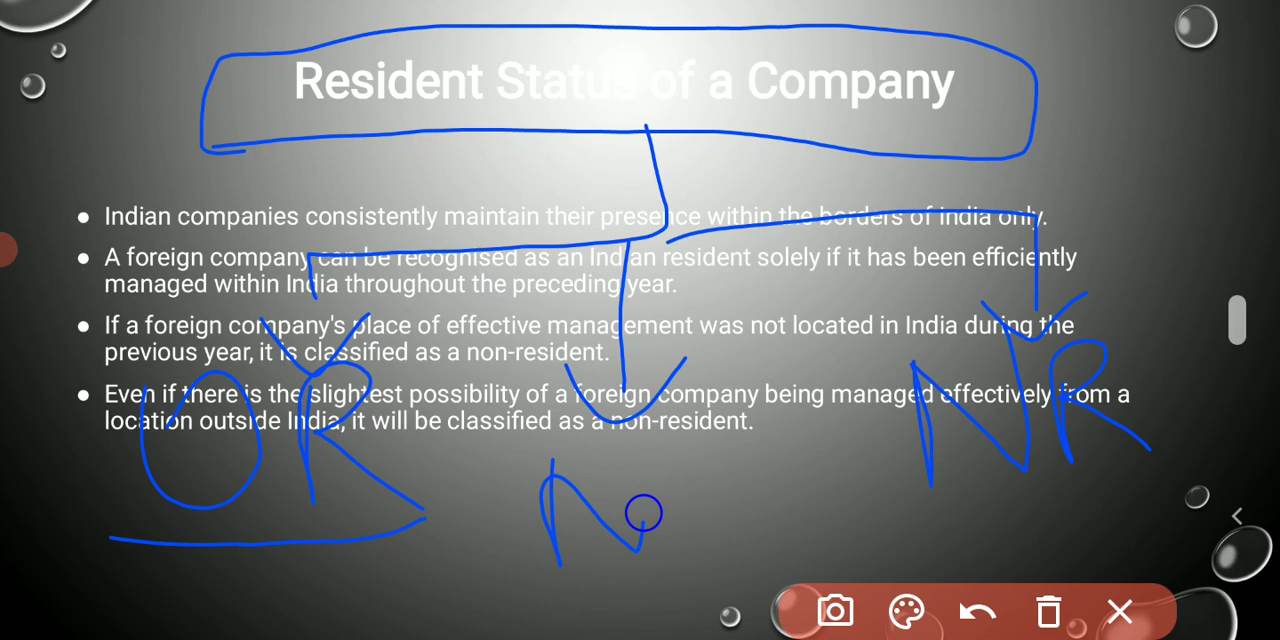 Resident Status of a Company
● Indian companies consistently maintain their presence within the borders of India only.
● A foreign company can be recognised as an Indian resident solely if it has been efficiently
managed within India throughout the preceding year.
● If a foreign company's place of effective management was not located in India during the
previous year, it is classified as a non-resident.
● Even if there is the slightest possibility of a foreign company being managed effectively from a
location outside India, it will be classified as a non-resident.
OR
NR
N